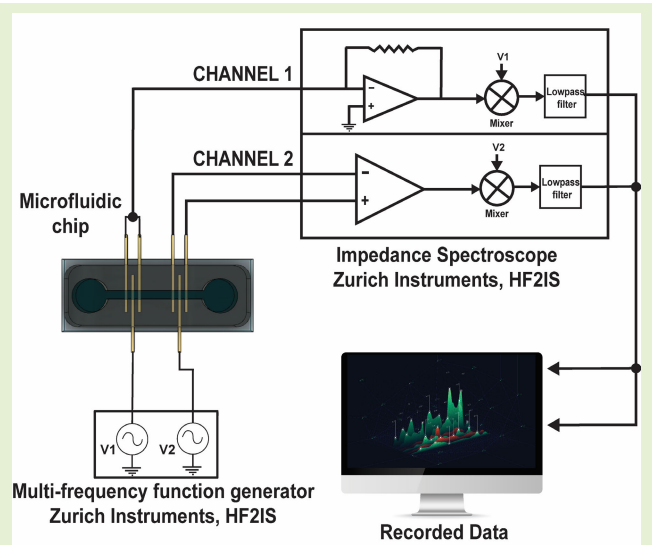 CHANNEL 1
V1
Lowpass
filter
Mixer
CHANNEL 2
V2
Lowpass
filter
Mixer
Microfluidic
chip
Impedance Spectroscope
Zurich Instruments, HF2IS
V1
V2
Multi-frequency function generator
Zurich Instruments, HF2IS
Recorded Data